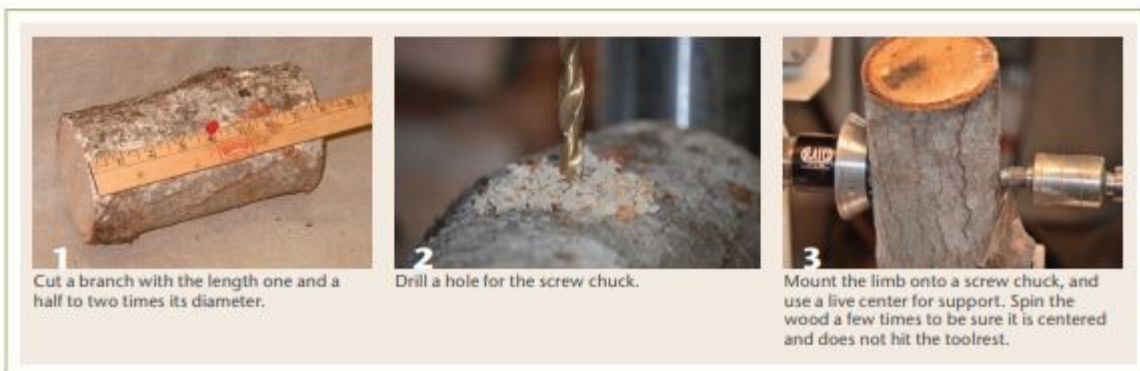 1
Cut a branch with the length one and a
half to two times its diameter.
2
Drill a hole for the screw chuck.
3
Mount the limb onto a screw chuck, and
use a live center for support. Spin the
wood a few times to be sure it is centered
and does not hit the toolrest.